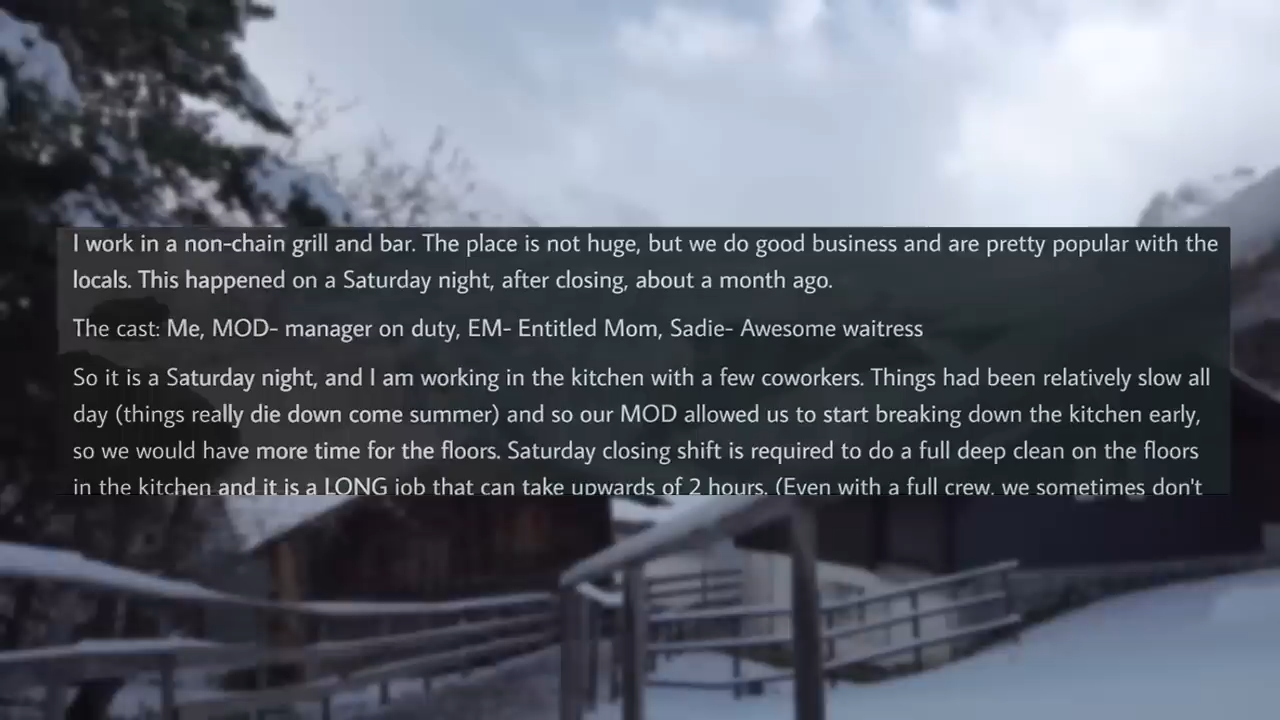 I work in a non-chain grill and bar. The place is not huge, but we do good business and are pretty popular with the
locals. This happened on a Saturday night, after closing, about a month ago.
The cast: Me, MOD- manager on duty, EM- Entitled Mom, Sadie- Awesome waitress
So it is a Saturday night, and I am working in the kitchen with a few coworkers. Things had been relatively slow all
day (things really die down come summer) and so our MOD allowed us to start breaking down the kitchen early,
so we would have more time for the floors. Saturday closing shift is required to do a full deep clean on the floors
in the kitchen and it is a LONG job that can take upwards of 2 hours. (Even with a full crew, we sometimes don't